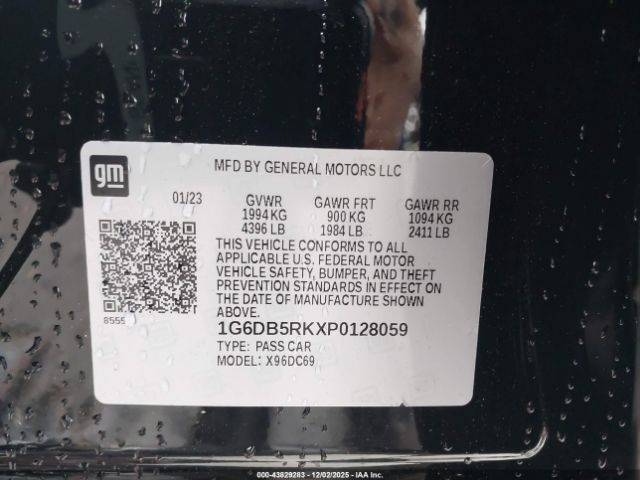 gm
MFD BY GENERAL MOTORS LLC
01/23 GVWR GAWR FRT GAWR RR
1994 KG 900 KG 1094 KG
4396 LB 1984 LB 2411 LB
THIS VEHICLE CONFORMS TO ALL
APPLICABLE U.S. FEDERAL MOTOR
VEHICLE SAFETY, BUMPER, AND THEFT
PREVENTION STANDARDS IN EFFECT ON
THE DATE OF MANUFACTURE SHOWN
ABOVE.
8555
1G6DB5RKXP0128059
TYPE: PASS CAR
MODEL: X96DC69
000-43829283 - 12/02/2025 - IAA Inc.